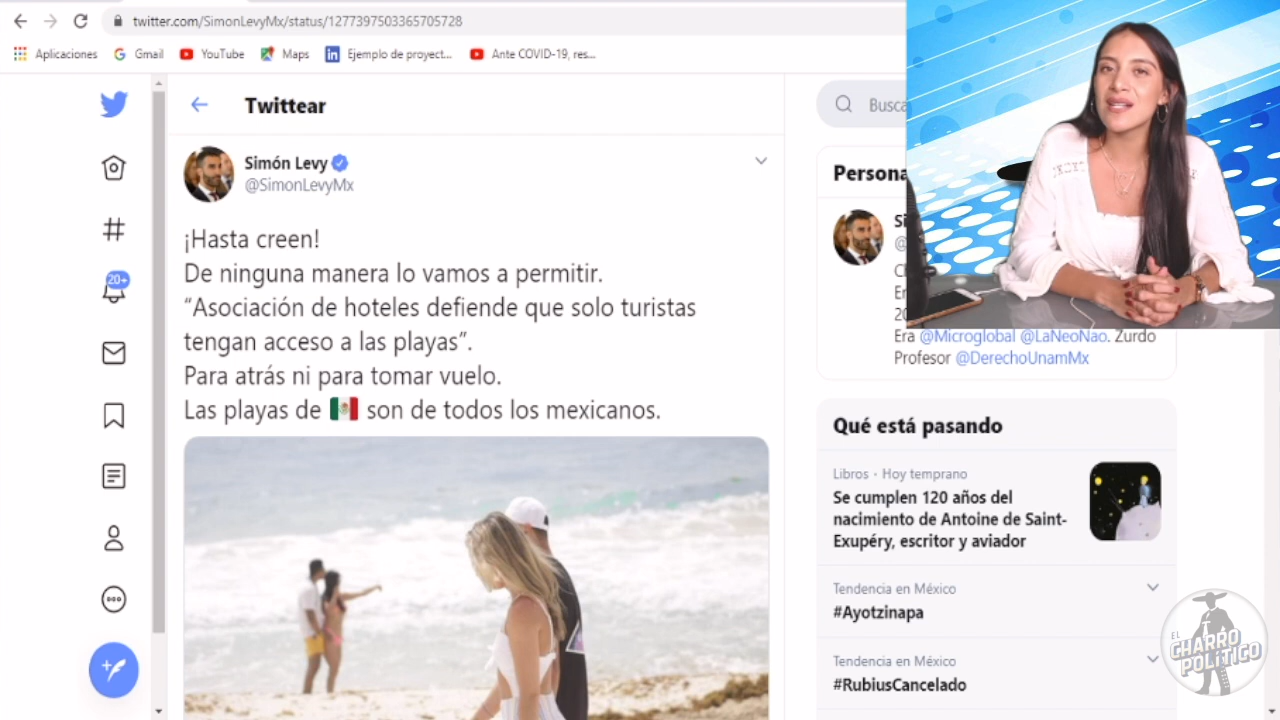 twitter.com/SimonLevyMx/status/1277397503365705728
Aplicaciones Gmail YouTube Maps Ejemplo de proyect... Ante COVID-19, res...
Twittear
Simón Levy
@SimonLevyMx
¡Hasta creen!
De ninguna manera lo vamos a permitir.
“Asociación de hoteles defiende que solo turistas
tengan acceso a las playas”.
Para atrás ni para tomar vuelo.
Las playas de 🇲🇽 son de todos los mexicanos.
20+
Era @Microglobal @LaNeoNao. Zurdo
Profesor @DerechoUnamMx
Qué está pasando
Libros · Hoy temprano
Se cumplen 120 años del
nacimiento de Antoine de Saint-
Exupéry, escritor y aviador
Tendencia en México
#Ayotzinapa
Tendencia en México
#RubiusCancelado
EL
CHARRO
POLÍTICO